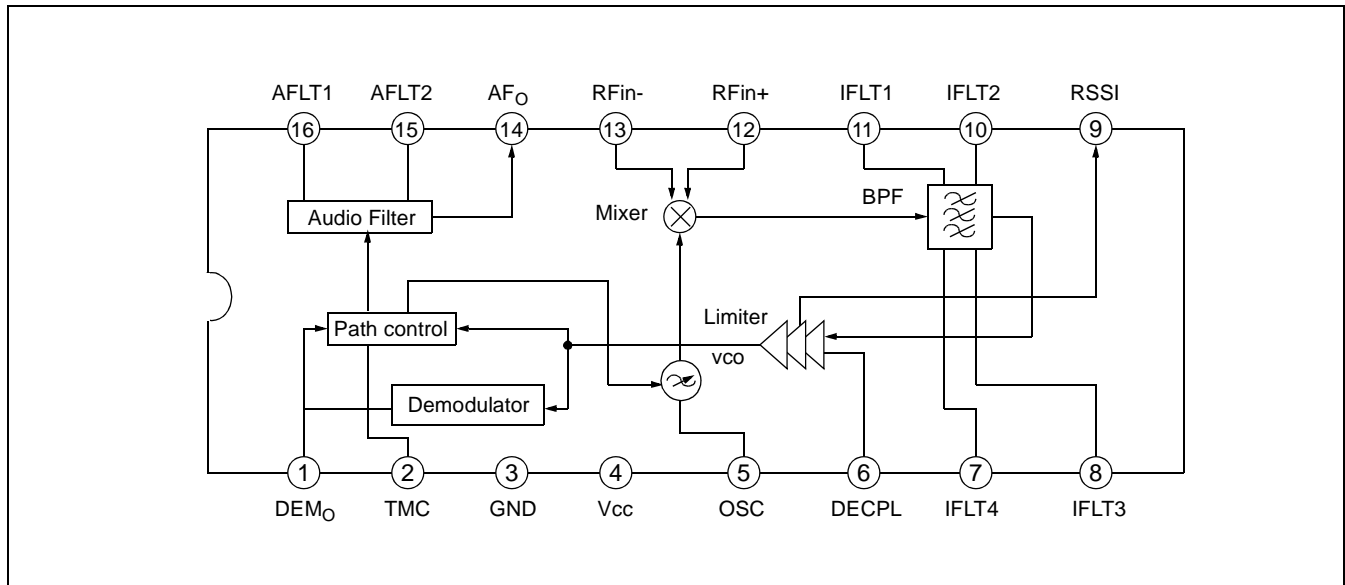 AFLT1 AFLT2 AFO RFin- RFin+ IFLT1 IFLT2 RSSI
16 15 14 13 12 11 10 9
BPF
Mixer
Audio Filter
Limiter
Path control
vco
Demodulator
1 2 3 4 5 6 7 8
DEMO TMC GND Vcc OSC DECPL IFLT4 IFLT3